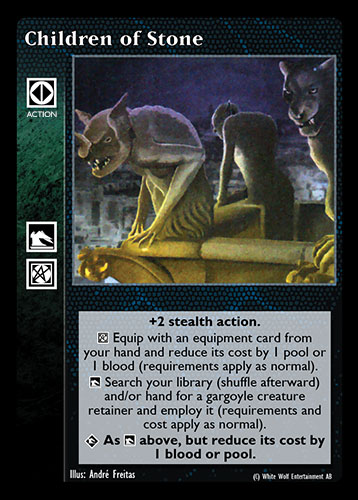 Children of Stone
ACTION
+2 stealth action.
Equip with an equipment card from
your hand and reduce its cost by 1 pool or
1 blood (requirements apply as normal).
Search your library (shuffle afterward)
and/or hand for a gargoyle creature
retainer and employ it (requirements and
cost apply as normal).
As above, but reduce its cost by
1 blood or pool.
Illus: André Freitas
(C) White Wolf Entertainment AB